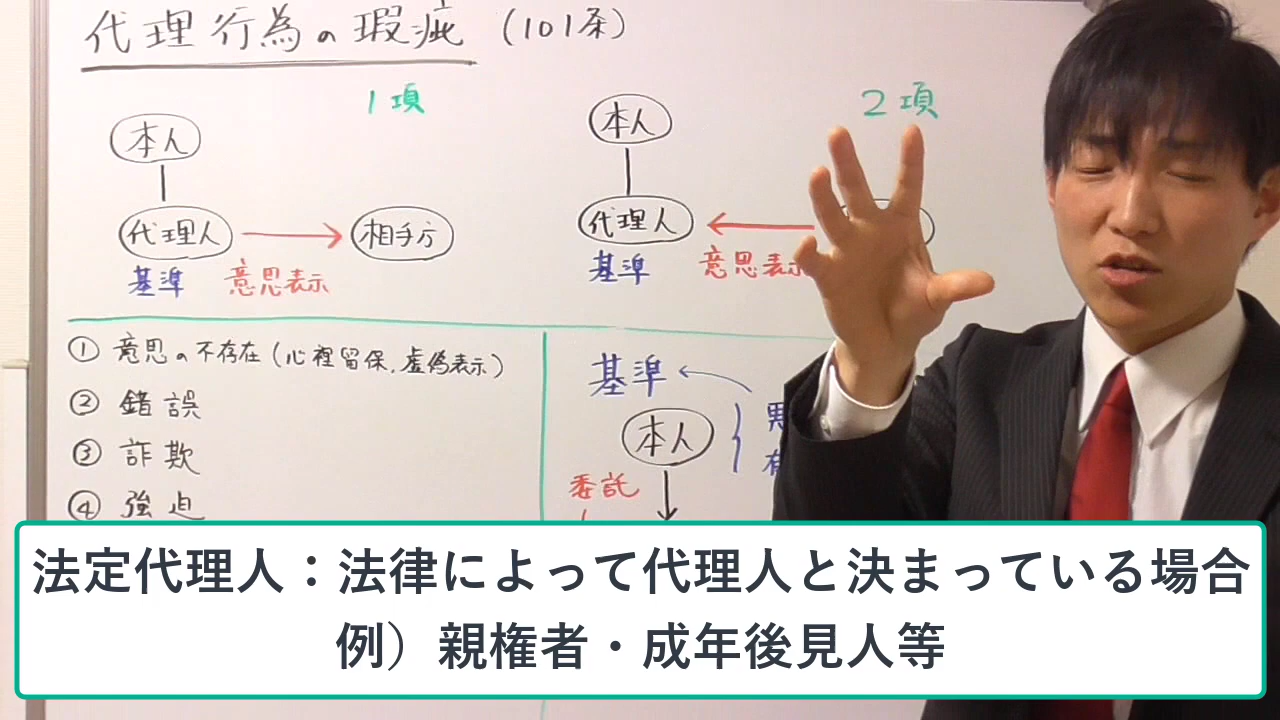 代理行為の瑕疵 (101条)
1項
本人
代理人
相手方
基準
意思表示
2項
本人
代理人
基準
意思表示
① 意思の不存在 (心裡留保, 虚偽表示)
② 錯誤
③ 詐欺
④ 強迫
基準
本人
委託
法定代理人：法律によって代理人と決まっている場合
例）親権者・成年後見人等